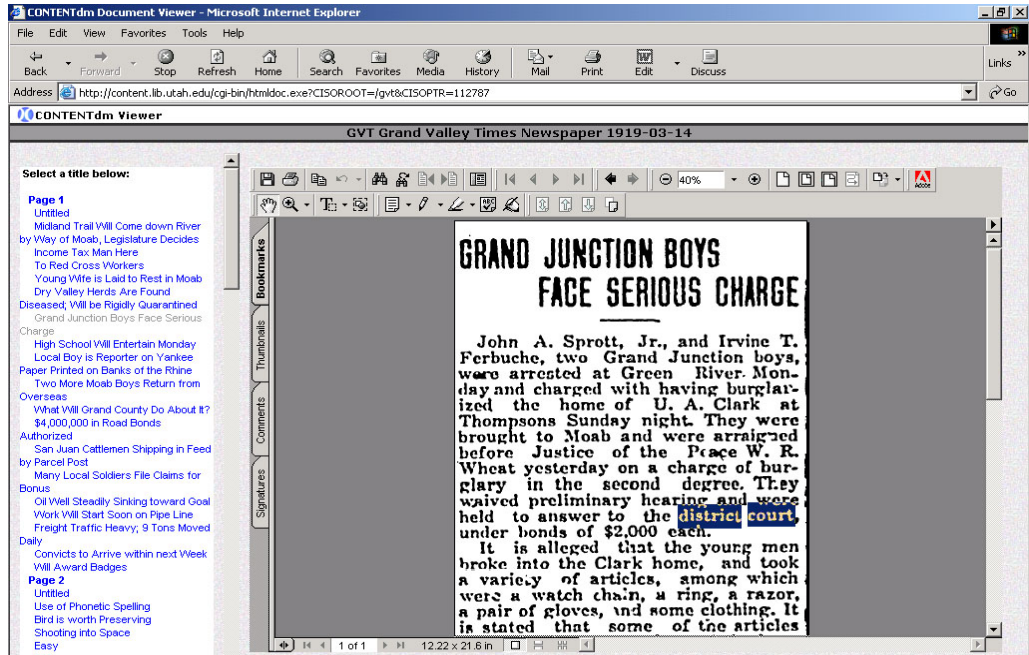 CONTENTdm Document Viewer - Microsoft Internet Explorer
File Edit View Favorites Tools Help
Back Forward Stop Refresh Home Search Favorites Media History Mail Print Edit Discuss Links »
Address http://content.lib.utah.edu/cgi-bin/htmldoc.exe?CISOROOT=/gvt&CISOPTR=112787 Go
CONTENTdm Viewer
GVT Grand Valley Times Newspaper 1919-03-14
Select a title below:
Page 1
Untitled
Midland Trail Will Come down River
by Way of Moab, Legislature Decides
Income Tax Man Here
To Red Cross Workers
Young Wife is Laid to Rest in Moab
Dry Valley Herds Are Found
Diseased; Will be Rigidly Quarantined
Grand Junction Boys Face Serious
Charge
High School Will Entertain Monday
Local Boy is Reporter on Yankee
Paper Printed on Banks of the Rhine
Two More Moab Boys Return from
Overseas
What Will Grand County Do About It?
$4,000,000 in Road Bonds
Authorized
San Juan Cattlemen Shipping in Feed
by Parcel Post
Many Local Soldiers File Claims for
Bonus
Oil Well Steadily Sinking toward Goal
Work Will Start Soon on Pipe Line
Freight Traffic Heavy; 9 Tons Moved
Daily
Convicts to Arrive within next Week
Will Award Badges
Page 2
Untitled
Use of Phonetic Spelling
Bird is worth Preserving
Shooting into Space
Easy
40%
Adobe
Bookmarks
Thumbnails
Comments
Signatures
GRAND JUNCTION BOYS
FACE SERIOUS CHARGE
John A. Sprott, Jr., and Irvine T.
Ferbuche, two Grand Junction boys,
were arrested at Green River Mon-
day and charged with having burglar-
ized the home of U. A. Clark at
Thompsons Sunday night. They were
brought to Moab and were arraigned
before Justice of the Peace W. R.
Wheat yesterday on a charge of bur-
glary in the second degree. They
waived preliminary hearing and were
held to answer to the district court,
under bonds of $2,000 each.
It is alleged that the young men
broke into the Clark home, and took
a variety of articles, among which
were a watch chain, a ring, a razor,
a pair of gloves, and some clothing. It
is stated that some of the articles
1 of 1 12.22 x 21.6 in